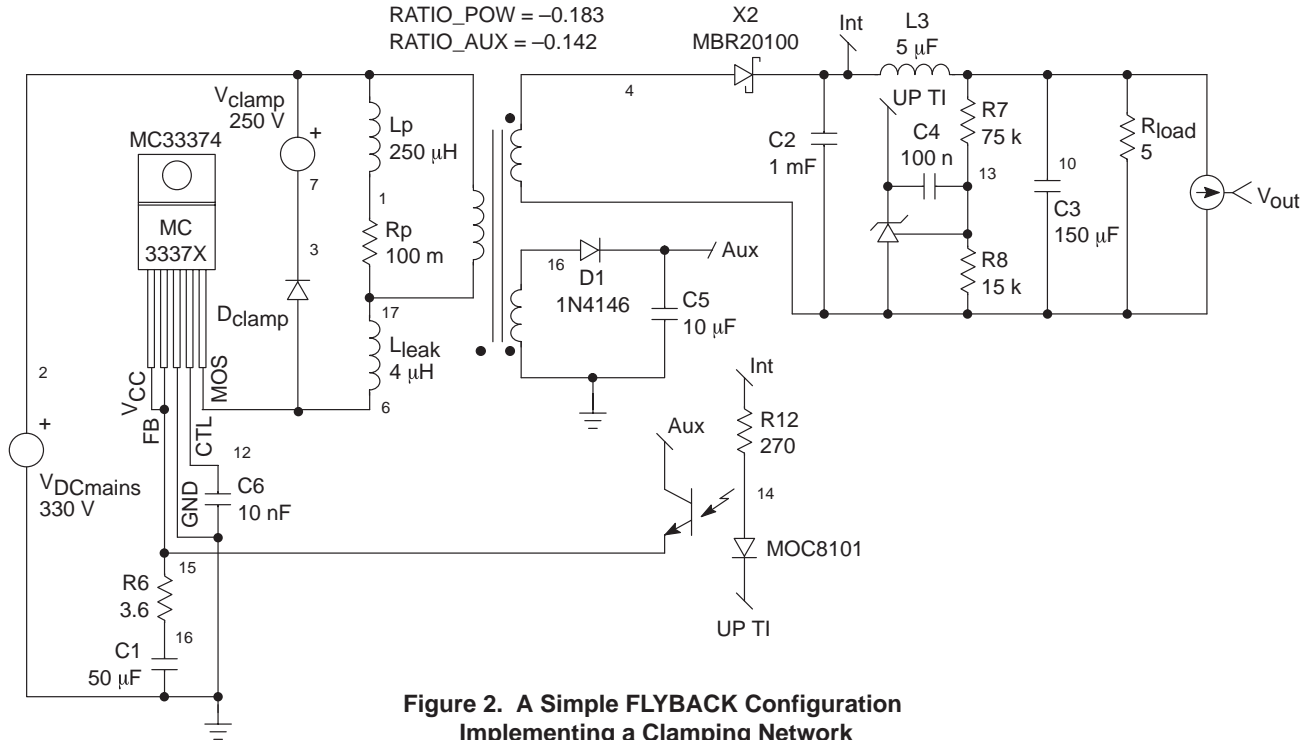 RATIO_POW = –0.183
RATIO_AUX = –0.142
X2
MBR20100
Int
L3
5 μF
4
UP TI
Vclamp
250 V
+
7
3
Dclamp
Lp
250 μH
1
Rp
100 m
17
Lleak
4 μH
6
MC33374
MC
3337X
VCC
FB
GND
CTL
MOS
2
+
VDCmains
330 V
12
C6
10 nF
15
R6
3.6
16
C1
50 μF
16
D1
1N4146
Aux
C5
10 μF
C2
1 mF
C4
100 n
R7
75 k
13
R8
15 k
10
C3
150 μF
Rload
5
Vout
Int
Aux
R12
270
14
MOC8101
UP TI
Figure 2. A Simple FLYBACK Configuration
Implementing a Clamping Network